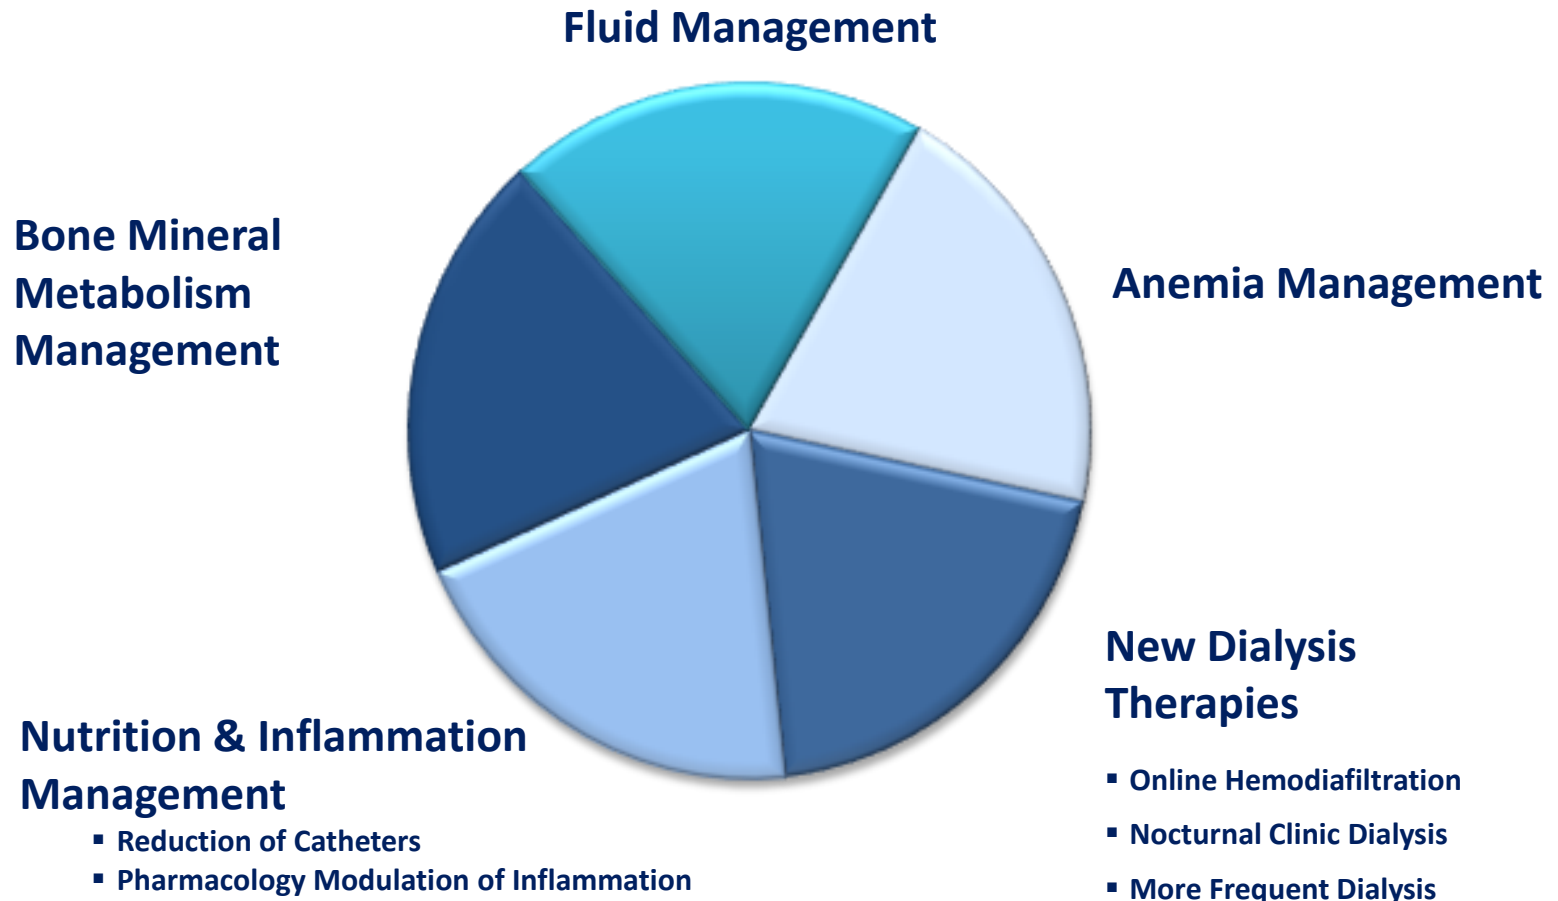 Fluid Management
Bone Mineral
Metabolism
Management
Anemia Management
New Dialysis
Therapies
▪ Online Hemodiafiltration
▪ Nocturnal Clinic Dialysis
▪ More Frequent Dialysis
Nutrition & Inflammation
Management
▪ Reduction of Catheters
▪ Pharmacology Modulation of Inflammation